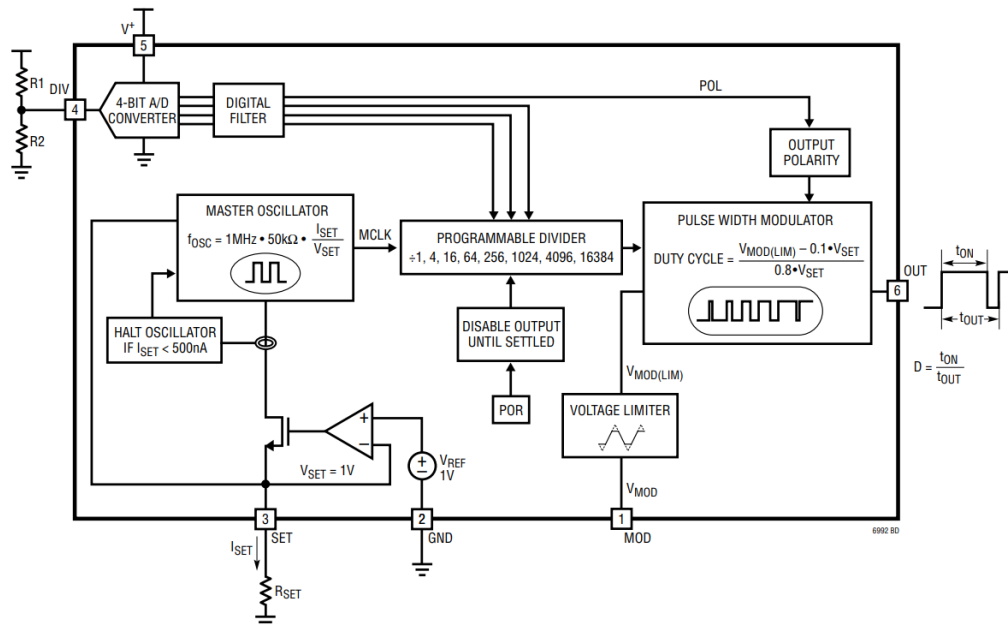 V+
5
R1
DIV
4
R2
4-BIT A/D
CONVERTER
DIGITAL
FILTER
POL
OUTPUT
POLARITY
MASTER OSCILLATOR
fOSC = 1MHz • 50kΩ • ISET
VSET
MCLK
PROGRAMMABLE DIVIDER
÷1, 4, 16, 64, 256, 1024, 4096, 16384
PULSE WIDTH MODULATOR
DUTY CYCLE = VMOD(LIM) – 0.1•VSET
0.8•VSET
OUT
6
tON
tOUT
D = tON
tOUT
HALT OSCILLATOR
IF ISET < 500nA
DISABLE OUTPUT
UNTIL SETTLED
POR
VMOD(LIM)
VOLTAGE LIMITER
VMOD
+
–
VSET = 1V
+
–
VREF
1V
3
SET
2
GND
1
MOD
6992 BD
ISET
RSET